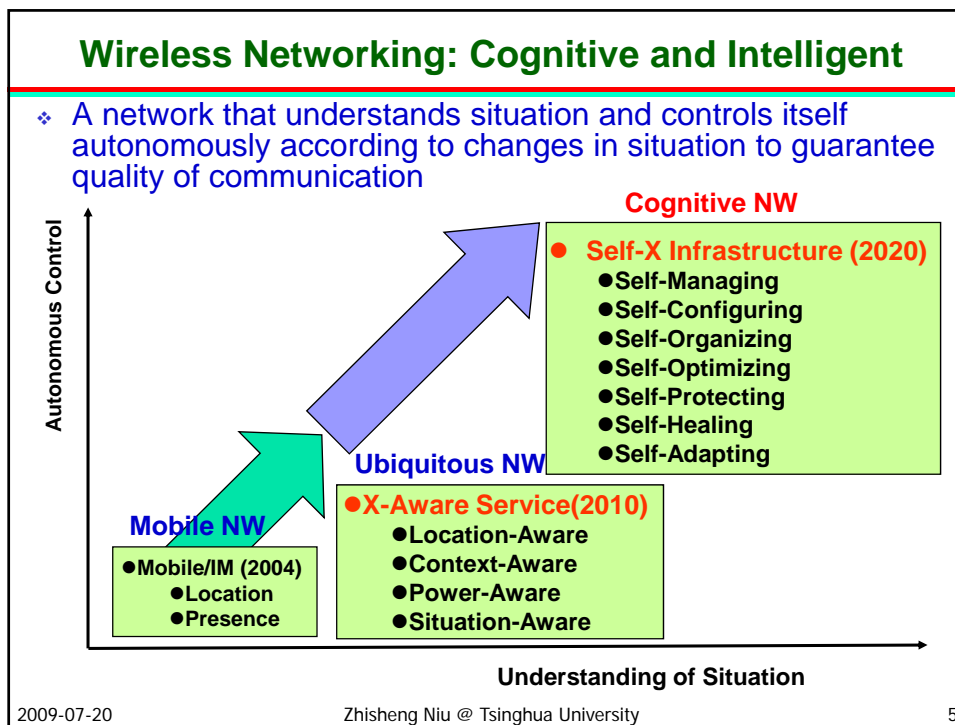 Wireless Networking: Cognitive and Intelligent
❖ A network that understands situation and controls itself
autonomously according to changes in situation to guarantee
quality of communication
Autonomous Control
Cognitive NW
● Self-X Infrastructure (2020)
●Self-Managing
●Self-Configuring
●Self-Organizing
●Self-Optimizing
●Self-Protecting
●Self-Healing
●Self-Adapting
Ubiquitous NW
●X-Aware Service(2010)
●Location-Aware
●Context-Aware
●Power-Aware
●Situation-Aware
Mobile NW
●Mobile/IM (2004)
●Location
●Presence
Understanding of Situation
2009-07-20
Zhisheng Niu @ Tsinghua University
5